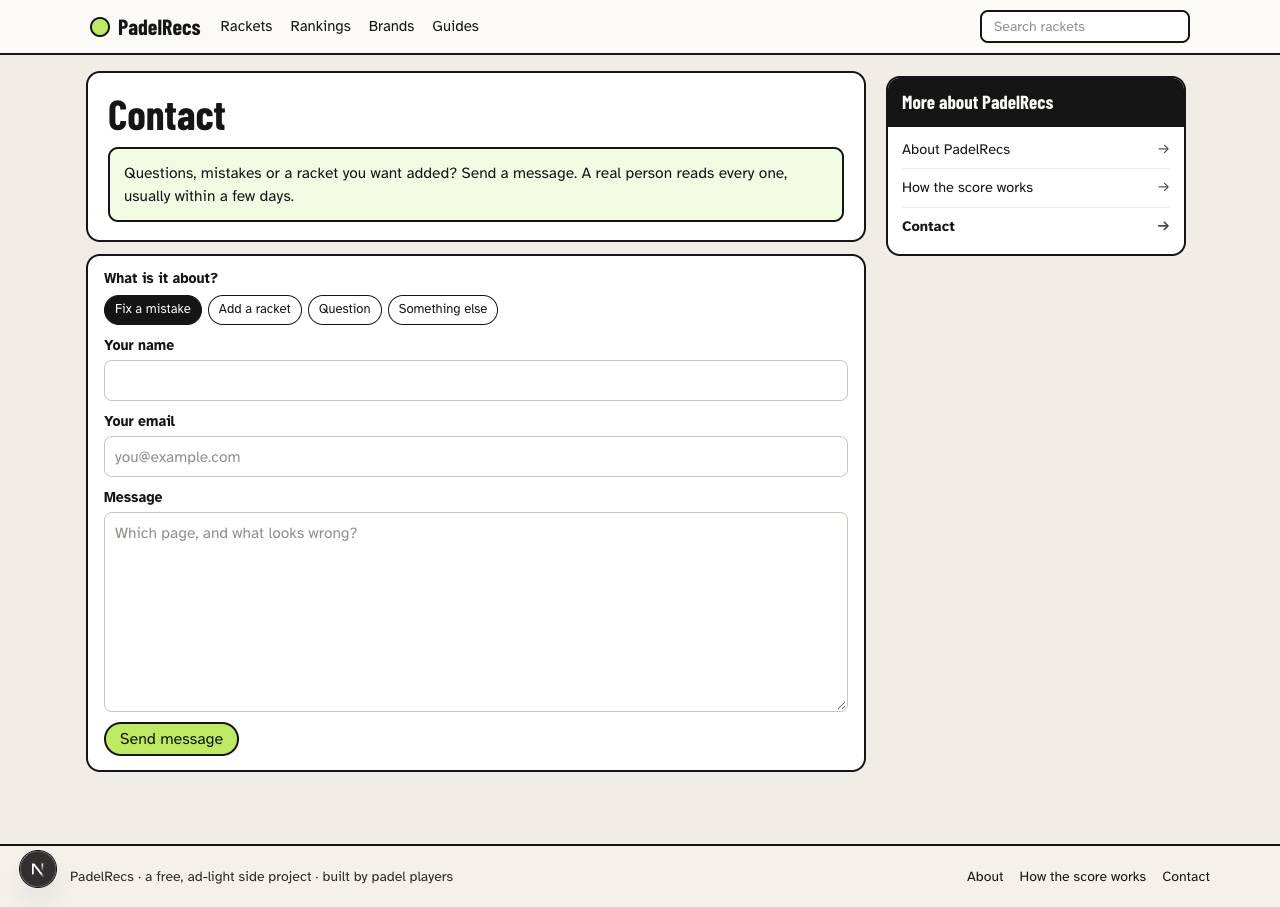 PadelRecs
Rackets
Rankings
Brands
Guides
Search rackets
Contact
Questions, mistakes or a racket you want added? Send a message. A real person reads every one,
usually within a few days.
What is it about?
Fix a mistake
Add a racket
Question
Something else
Your name
Your email
you@example.com
Message
Which page, and what looks wrong?
Send message
More about PadelRecs
About PadelRecs →
How the score works →
Contact →
N
PadelRecs · a free, ad-light side project · built by padel players
About
How the score works
Contact